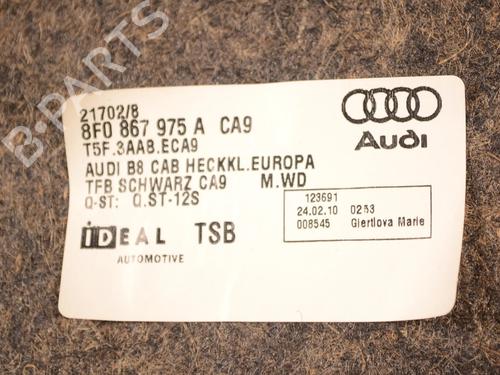 B-PARTS
21702/8
8F0 867 975 A CA9
T5F.3AAB.ECA9
AUDI B8 CAB HECKKL.EUROPA
TFB SCHWARZ CA9 M.WD
Q-ST: Q.ST-12S
iDEAL TSB
AUTOMOTIVE
Audi
123691
24.02.10 0253
008545 Giertlova Marie